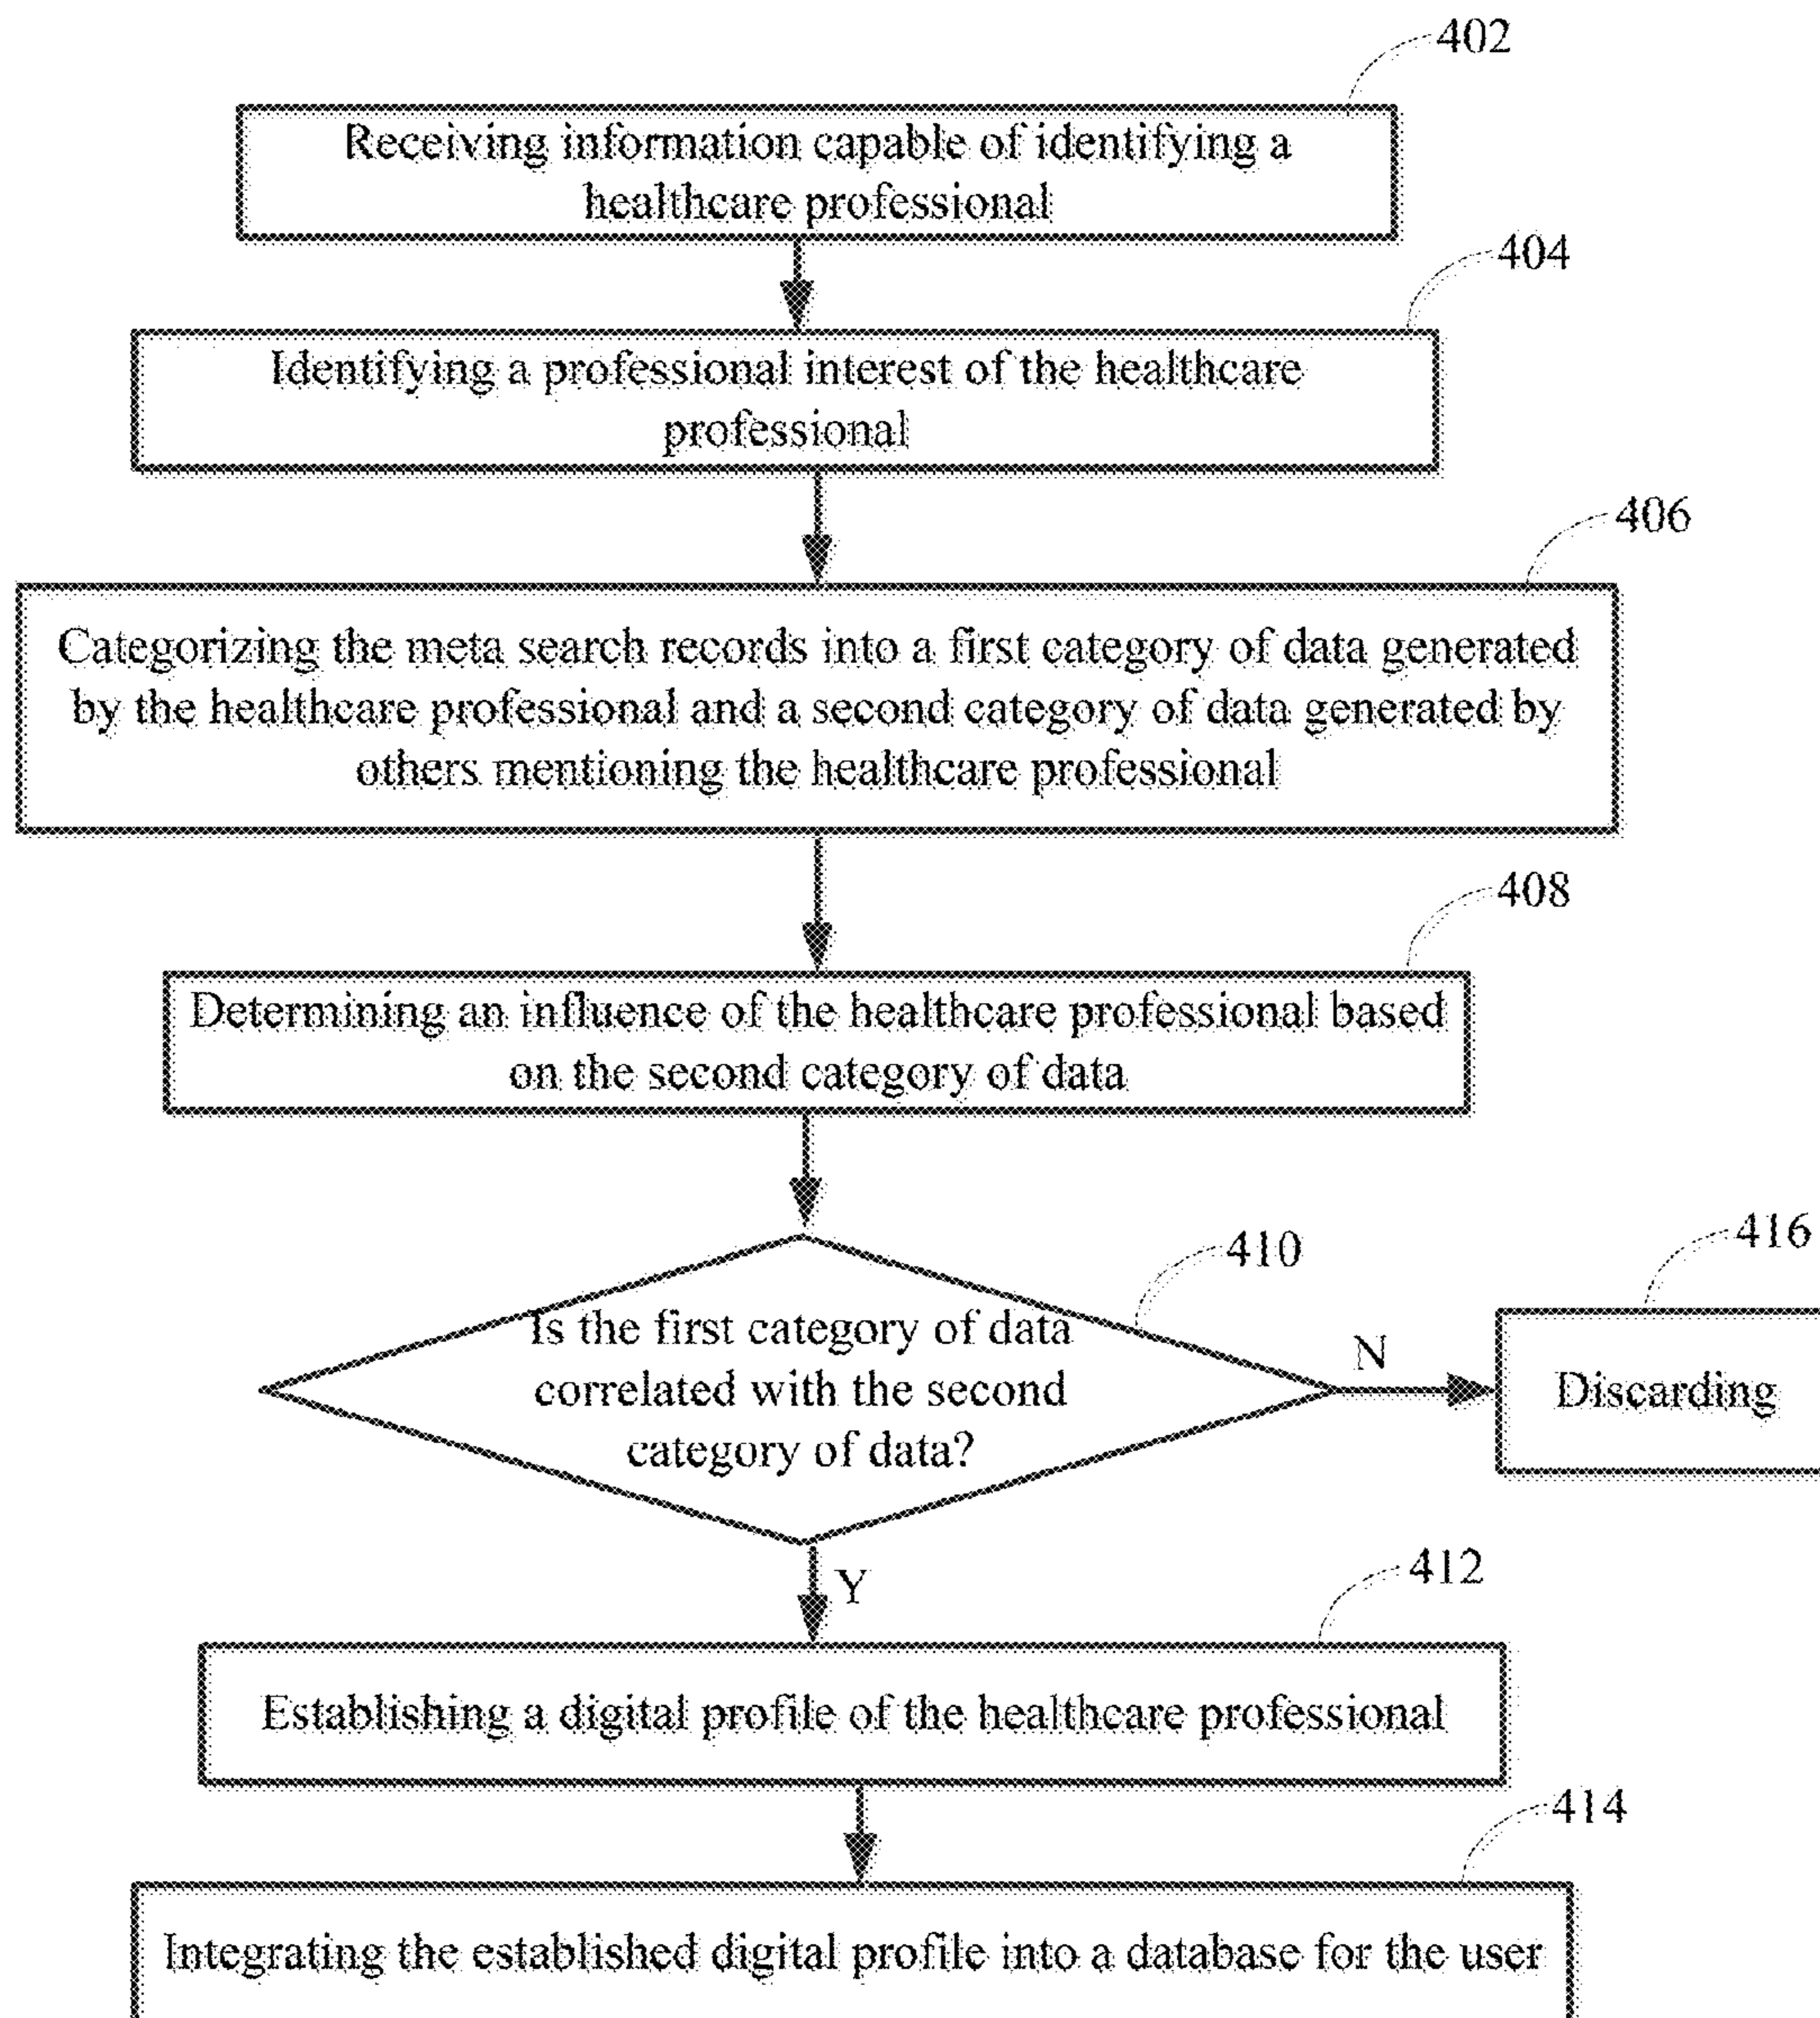 402
Receiving information capable of identifying a
healthcare professional
404
Identifying a professional interest of the healthcare
professional
406
Categorizing the meta search records into a first category of data generated
by the healthcare professional and a second category of data generated by
others mentioning the healthcare professional
408
Determining an influence of the healthcare professional based
on the second category of data
410
416
Is the first category of data
correlated with the second
category of data?
N
Discarding
Y
412
Establishing a digital profile of the healthcare professional
414
Integrating the established digital profile into a database for the user